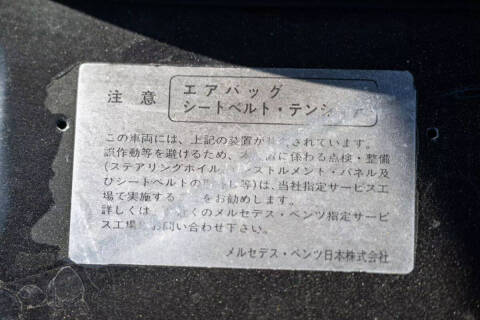 注意
エアバッグ
シートベルト・テンショナ
この車両には、上記の装置が されています。
誤作動等を避けるため、 に係わる点検・整備
(ステアリングホイル、インストルメント・パネル及
びシートベルトの 等)は、当社指定サービス工
場で実施する をお勧めします。
詳しくは、 くのメルセデス・ベンツ指定サービ
ス工場 お問い合わせ下さい。
メルセデス・ベンツ日本株式会社